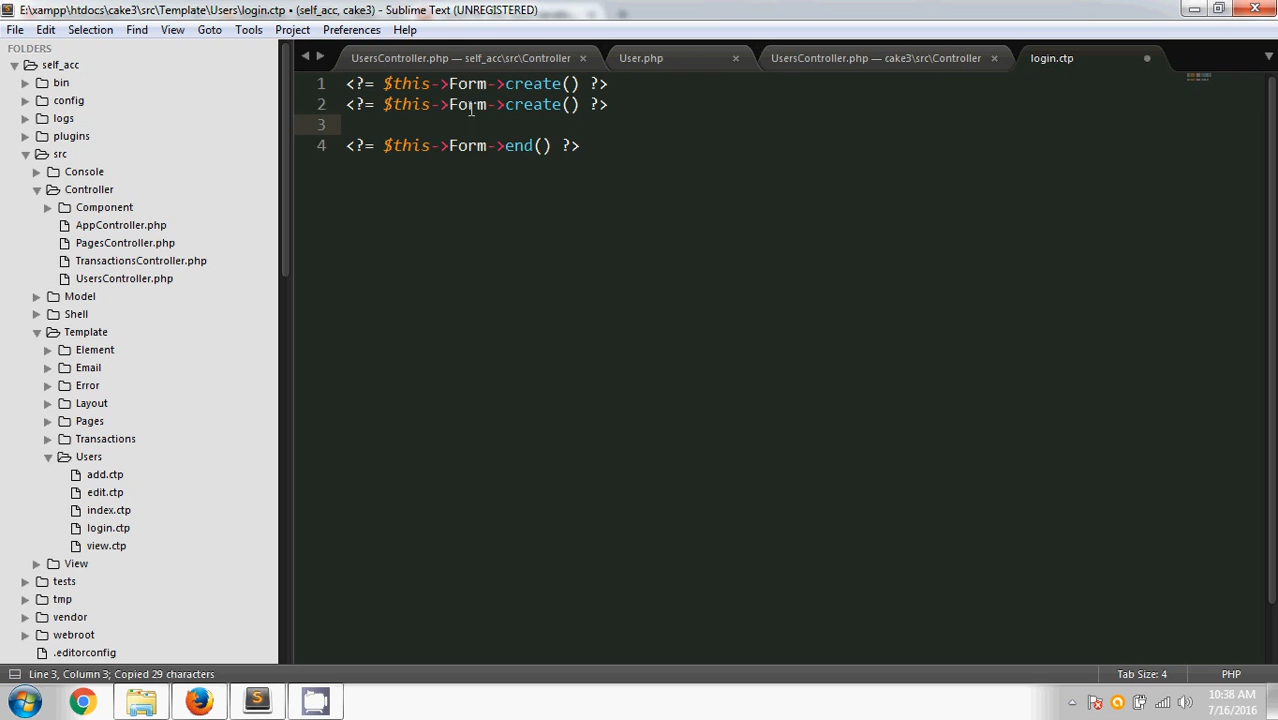 E:\xampp\htdocs\cake3\src\Template\Users\login.ctp • (self_acc, cake3) - Sublime Text (UNREGISTERED)
File Edit Selection Find View Goto Tools Project Preferences Help
FOLDERS
self_acc
bin
config
logs
plugins
src
Console
Controller
Component
AppController.php
PagesController.php
TransactionsController.php
UsersController.php
Model
Shell
Template
Element
Email
Error
Layout
Pages
Transactions
Users
add.ctp
edit.ctp
index.ctp
login.ctp
view.ctp
View
tests
tmp
vendor
webroot
.editorconfig
UsersController.php — self_acc\src\Controller × User.php × UsersController.php — cake3\src\Controller × login.ctp
1 <?= $this->Form->create() ?>
2 <?= $this->Form->create() ?>
3
4 <?= $this->Form->end() ?>
Line 3, Column 3; Copied 29 characters Tab Size: 4 PHP
10:38 AM
7/16/2016